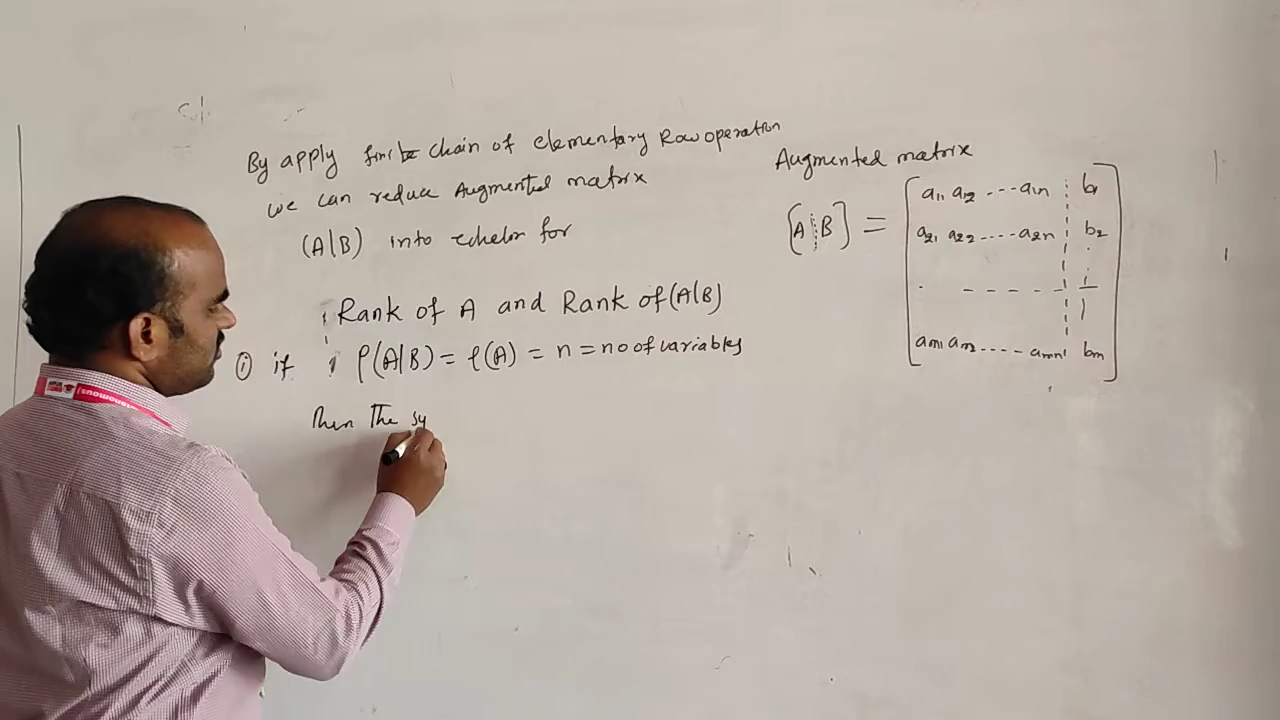 By apply finite chain of elementary Row operation
we can reduce Augmented matrix
(A|B) into echelor for
Rank of A and Rank of (A|B)
① if ρ(A|B) = ρ(A) = n = no of variables
Then The sy
Augmented matrix
[A⋮B] =
a₁₁ a₁₂ ---a₁n ⋮ b₁
a₂₁ a₂₂ ----a₂n ⋮ b₂
. - - - - - ⋮
am₁ am₂ ---- amn ⋮ bm